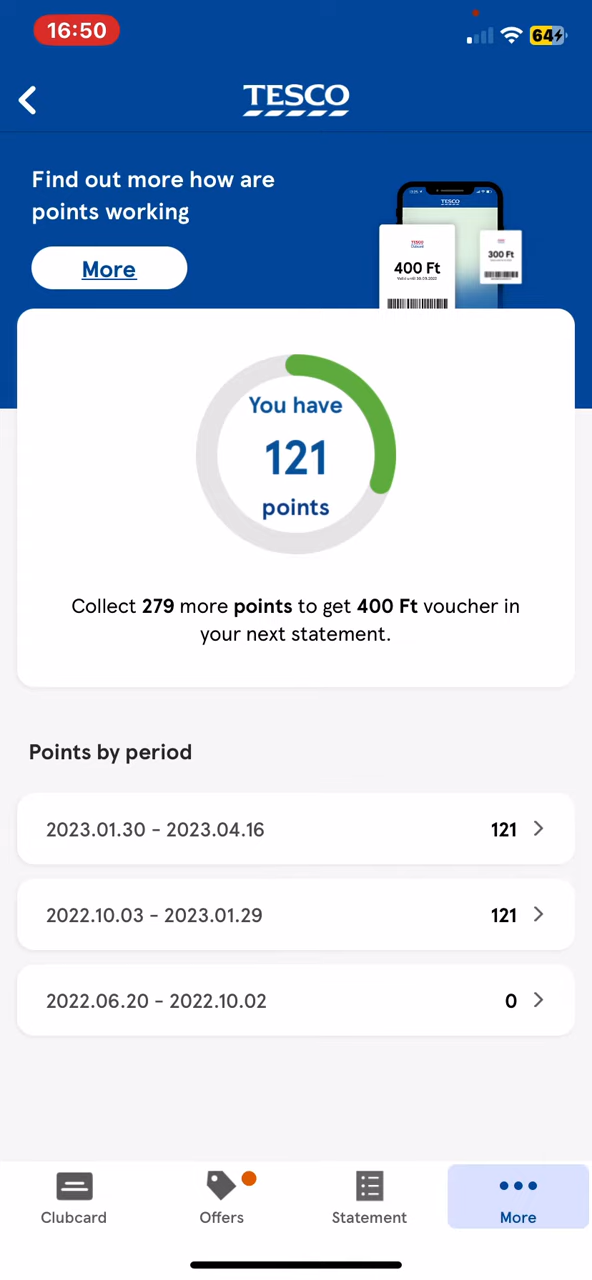 16:50
64
TESCO
Find out more how are
points working
More
TESCO
400 Ft
300 Ft
You have
121
points
Collect 279 more points to get 400 Ft voucher in
your next statement.
Points by period
2023.01.30 - 2023.04.16 121
2022.10.03 - 2023.01.29 121
2022.06.20 - 2022.10.02 0
Clubcard
Offers
Statement
More